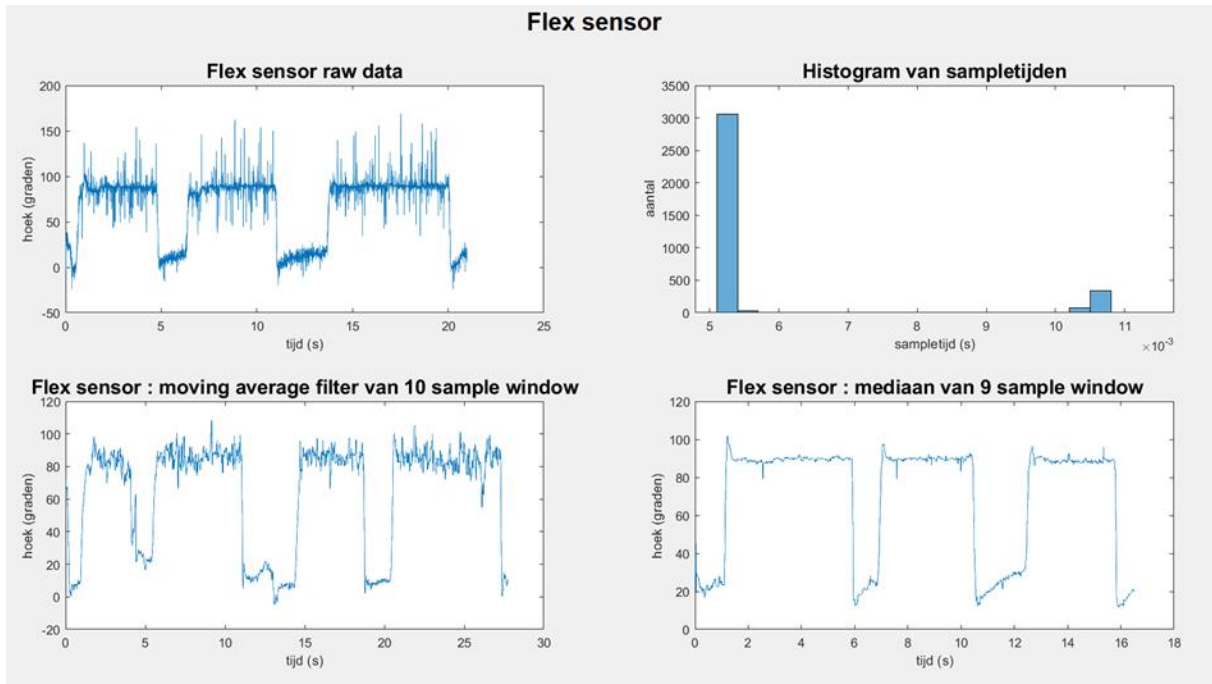 Flex sensor
Flex sensor raw data
200
150
100
50
0
-50
hoek (graden)
0 5 10 15 20 25
tijd (s)
Histogram van sampletijden
3500
3000
2500
2000
1500
1000
500
0
aantal
5 6 7 8 9 10 11
sampletijd (s)
×10⁻³
Flex sensor : moving average filter van 10 sample window
120
100
80
60
40
20
0
-20
hoek (graden)
0 5 10 15 20 25 30
tijd (s)
Flex sensor : mediaan van 9 sample window
120
100
80
60
40
20
0
hoek (graden)
0 2 4 6 8 10 12 14 16 18
tijd (s)